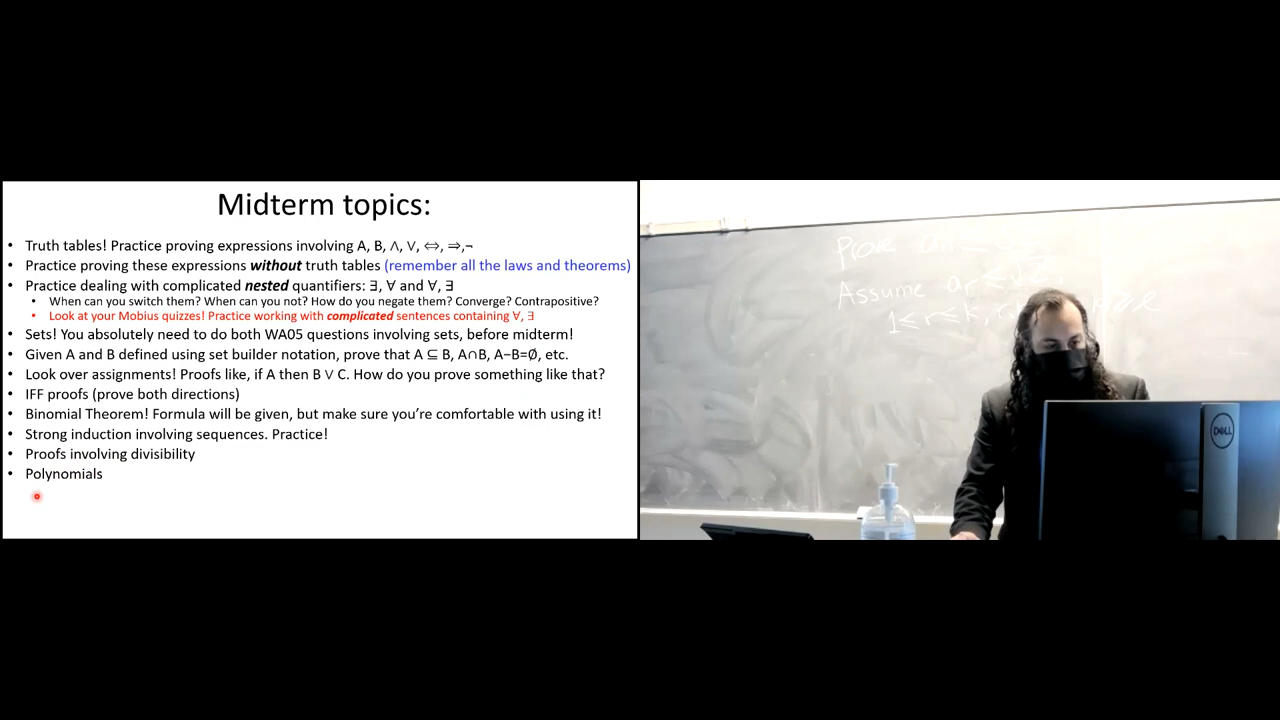 Midterm topics:
• Truth tables! Practice proving expressions involving A, B, ∧, ∨, ⇔, ⇒,¬
• Practice proving these expressions without truth tables (remember all the laws and theorems)
• Practice dealing with complicated nested quantifiers: ∃, ∀ and ∀, ∃
• When can you switch them? When can you not? How do you negate them? Converge? Contrapositive?
• Look at your Mobius quizzes! Practice working with complicated sentences containing ∀, ∃
• Sets! You absolutely need to do both WA05 questions involving sets, before midterm!
• Given A and B defined using set builder notation, prove that A ⊆ B, A∩B, A−B=∅, etc.
• Look over assignments! Proofs like, if A then B ∨ C. How do you prove something like that?
• IFF proofs (prove both directions)
• Binomial Theorem! Formula will be given, but make sure you're comfortable with using it!
• Strong induction involving sequences. Practice!
• Proofs involving divisibility
• Polynomials
Prove
Assume
1≤r≤k,
DELL